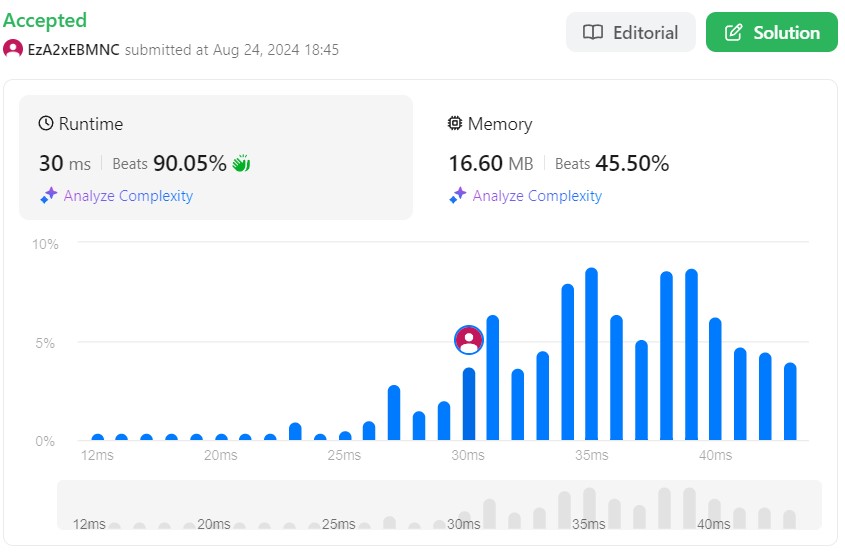 Accepted
EzA2xEBMNC submitted at Aug 24, 2024 18:45
Editorial
Solution
Runtime
30 ms | Beats 90.05%
Analyze Complexity
Memory
16.60 MB | Beats 45.50%
Analyze Complexity
10%
5%
0%
12ms 20ms 25ms 30ms 35ms 40ms
12ms 20ms 25ms 30ms 35ms 40ms